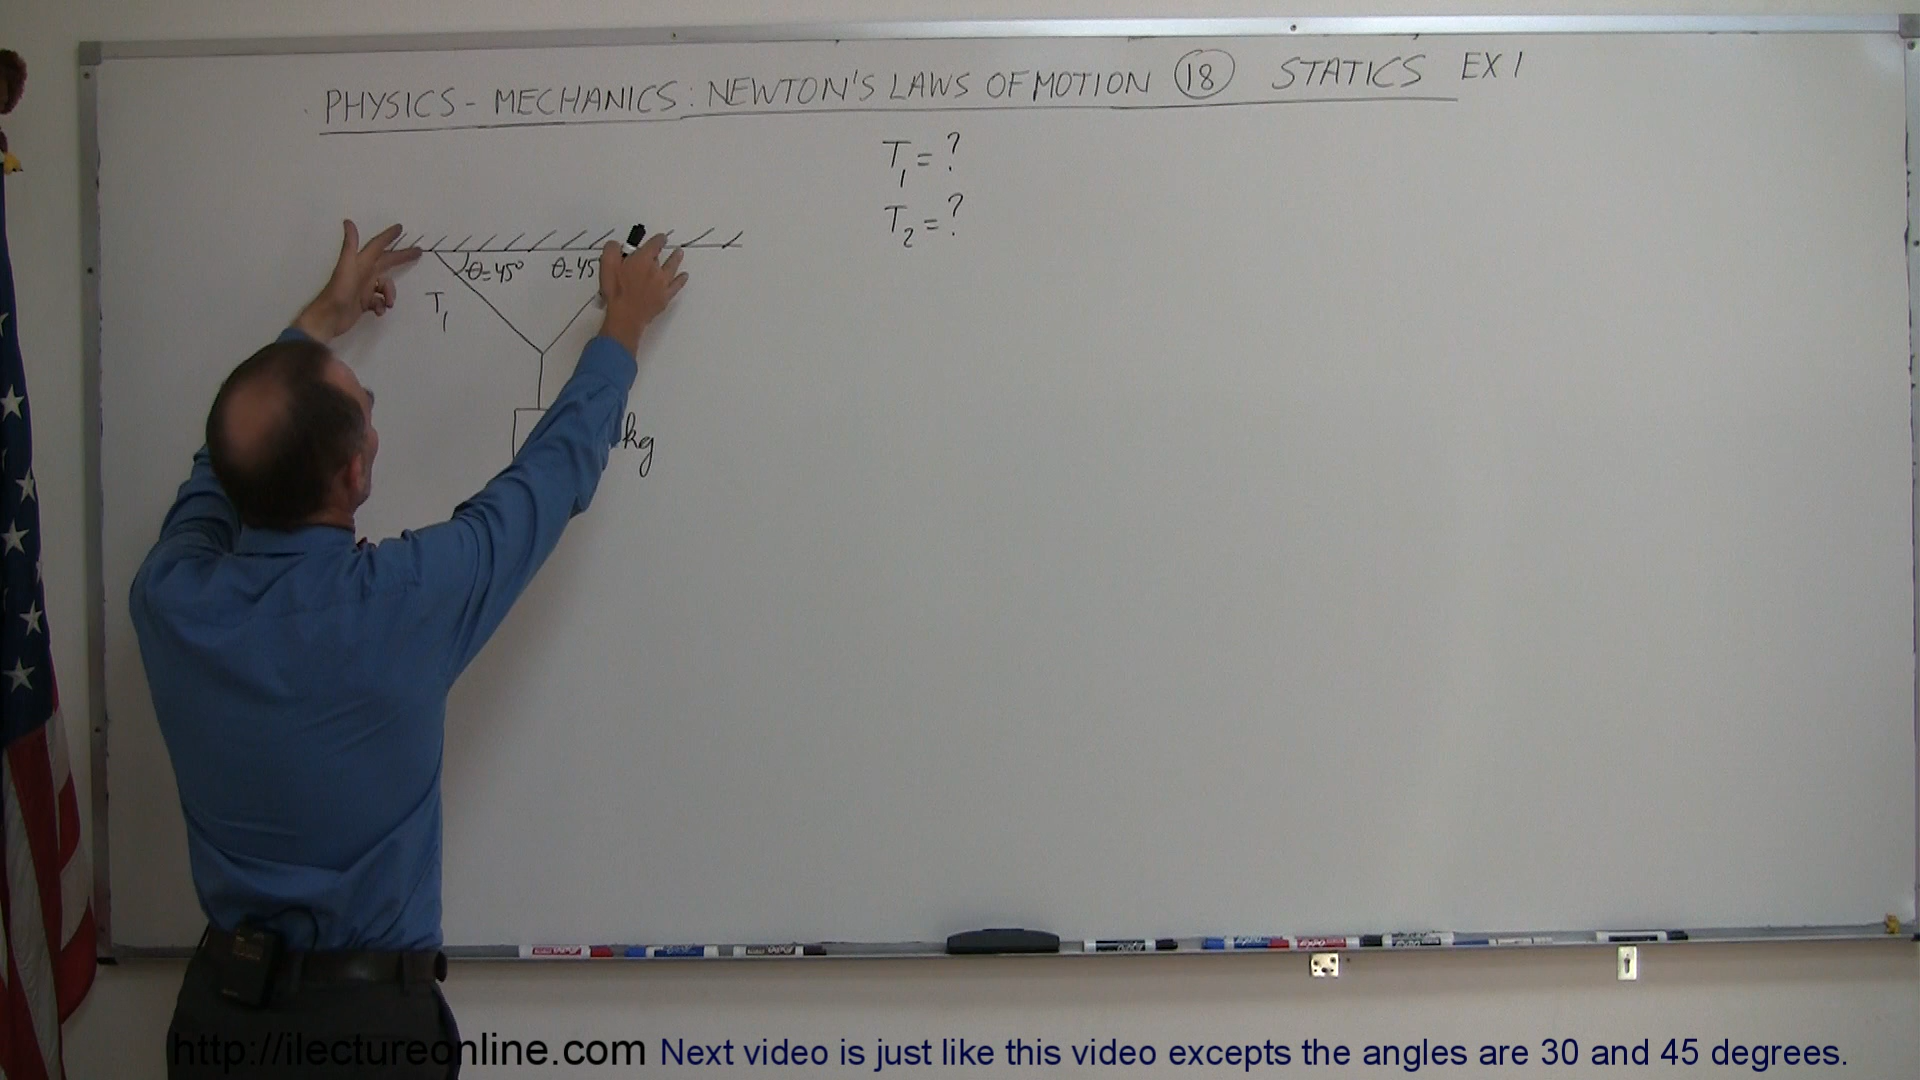 PHYSICS - MECHANICS: NEWTON'S LAWS OF MOTION 18 STATICS EX 1
T1 = ?
T2 = ?
θ=45° θ=45
T1
kg
http://ilectureonline.com Next video is just like this video excepts the angles are 30 and 45 degrees.